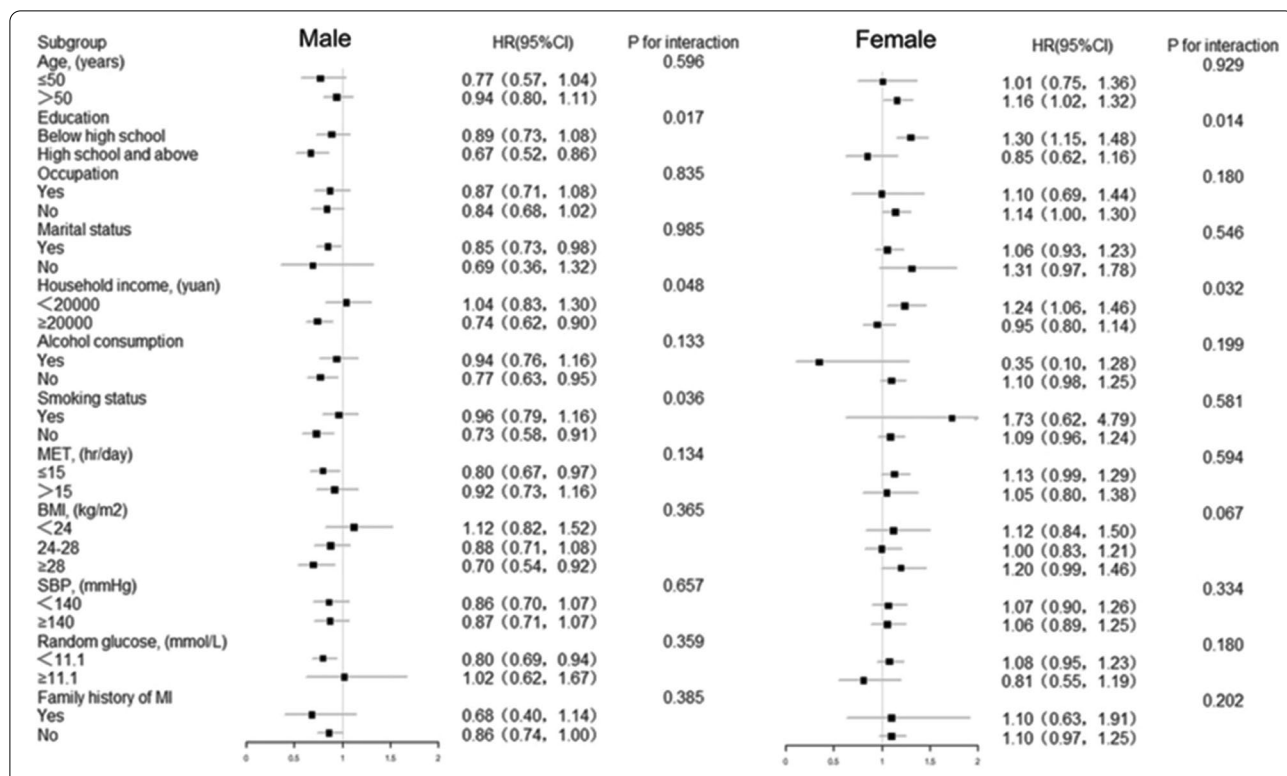 Subgroup Male HR(95%CI) P for interaction Female HR(95%CI) P for interaction
Age, (years) 0.596 0.929
≤50 0.77 (0.57, 1.04) 1.01 (0.75, 1.36)
>50 0.94 (0.80, 1.11) 1.16 (1.02, 1.32)
Education 0.017 0.014
Below high school 0.89 (0.73, 1.08) 1.30 (1.15, 1.48)
High school and above 0.67 (0.52, 0.86) 0.85 (0.62, 1.16)
Occupation 0.835 0.180
Yes 0.87 (0.71, 1.08) 1.10 (0.69, 1.44)
No 0.84 (0.68, 1.02) 1.14 (1.00, 1.30)
Marital status 0.985 0.546
Yes 0.85 (0.73, 0.98) 1.06 (0.93, 1.23)
No 0.69 (0.36, 1.32) 1.31 (0.97, 1.78)
Household income, (yuan) 0.048 0.032
<20000 1.04 (0.83, 1.30) 1.24 (1.06, 1.46)
≥20000 0.74 (0.62, 0.90) 0.95 (0.80, 1.14)
Alcohol consumption 0.133 0.199
Yes 0.94 (0.76, 1.16) 0.35 (0.10, 1.28)
No 0.77 (0.63, 0.95) 1.10 (0.98, 1.25)
Smoking status 0.036 0.581
Yes 0.96 (0.79, 1.16) 1.73 (0.62, 4.79)
No 0.73 (0.58, 0.91) 1.09 (0.96, 1.24)
MET, (hr/day) 0.134 0.594
≤15 0.80 (0.67, 0.97) 1.13 (0.99, 1.29)
>15 0.92 (0.73, 1.16) 1.05 (0.80, 1.38)
BMI, (kg/m2) 0.365 0.067
<24 1.12 (0.82, 1.52) 1.12 (0.84, 1.50)
24-28 0.88 (0.71, 1.08) 1.00 (0.83, 1.21)
≥28 0.70 (0.54, 0.92) 1.20 (0.99, 1.46)
SBP, (mmHg) 0.657 0.334
<140 0.86 (0.70, 1.07) 1.07 (0.90, 1.26)
≥140 0.87 (0.71, 1.07) 1.06 (0.89, 1.25)
Random glucose, (mmol/L) 0.359 0.180
<11.1 0.80 (0.69, 0.94) 1.08 (0.95, 1.23)
≥11.1 1.02 (0.62, 1.67) 0.81 (0.55, 1.19)
Family history of MI 0.385 0.202
Yes 0.68 (0.40, 1.14) 1.10 (0.63, 1.91)
No 0.86 (0.74, 1.00) 1.10 (0.97, 1.25)
0 0.5 1 1.5 2 0 0.5 1 1.5 2